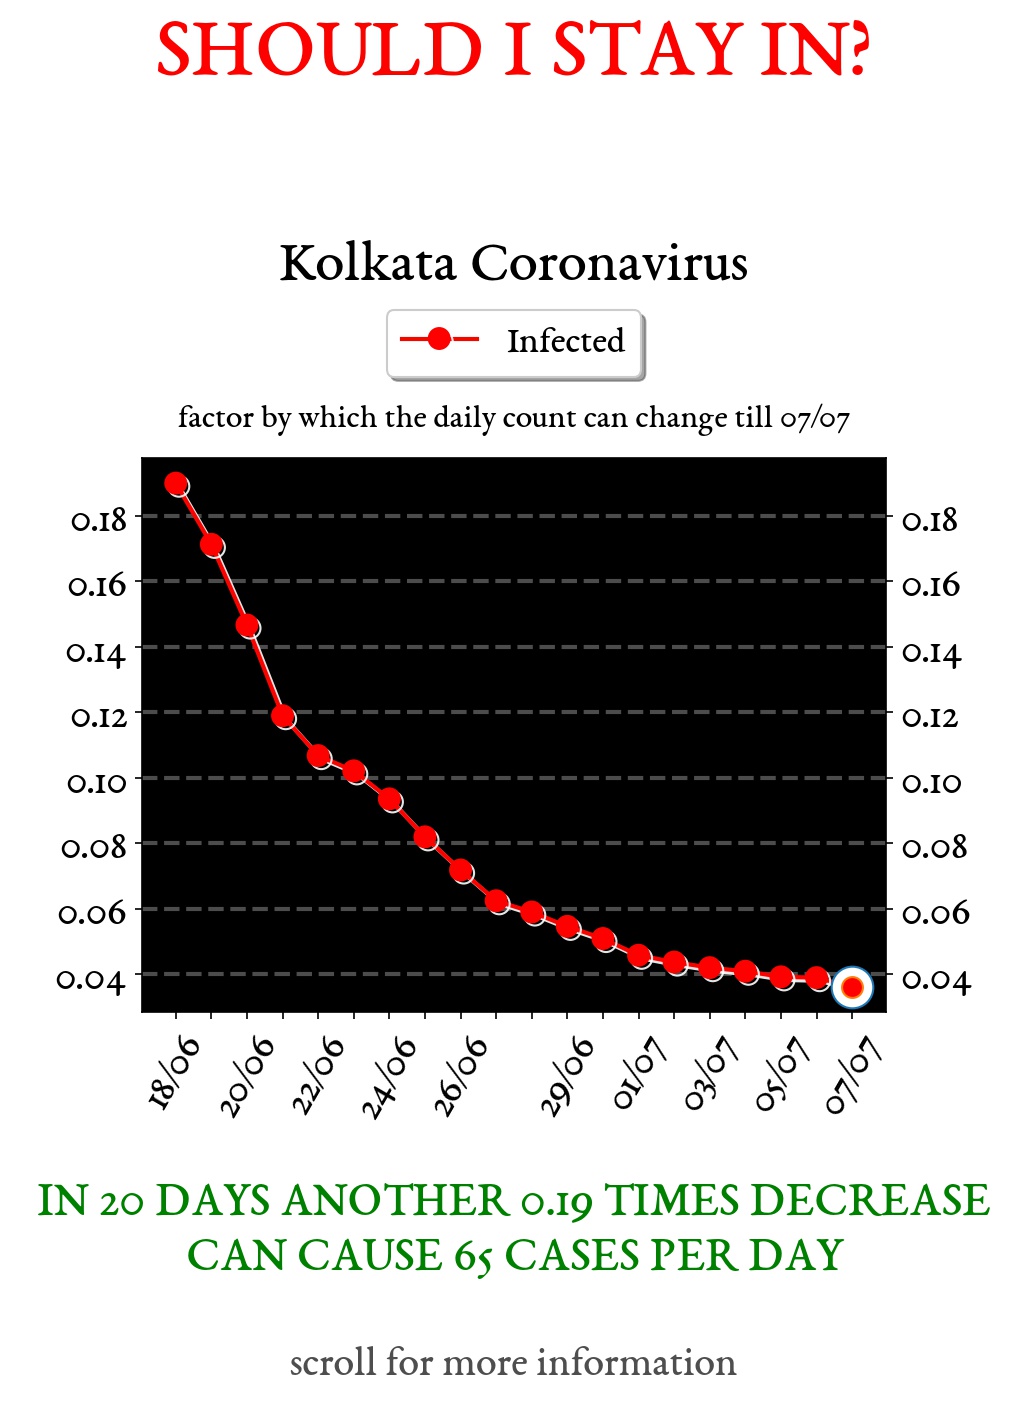 SHOULD I STAY IN?
Kolkata Coronavirus
Infected
factor by which the daily count can change till 07/07
0.18 0.18
0.16 0.16
0.14 0.14
0.12 0.12
0.10 0.10
0.08 0.08
0.06 0.06
0.04 0.04
18/06 20/06 22/06 24/06 26/06 29/06 01/07 03/07 05/07 07/07
IN 20 DAYS ANOTHER 0.19 TIMES DECREASE
CAN CAUSE 65 CASES PER DAY
scroll for more information